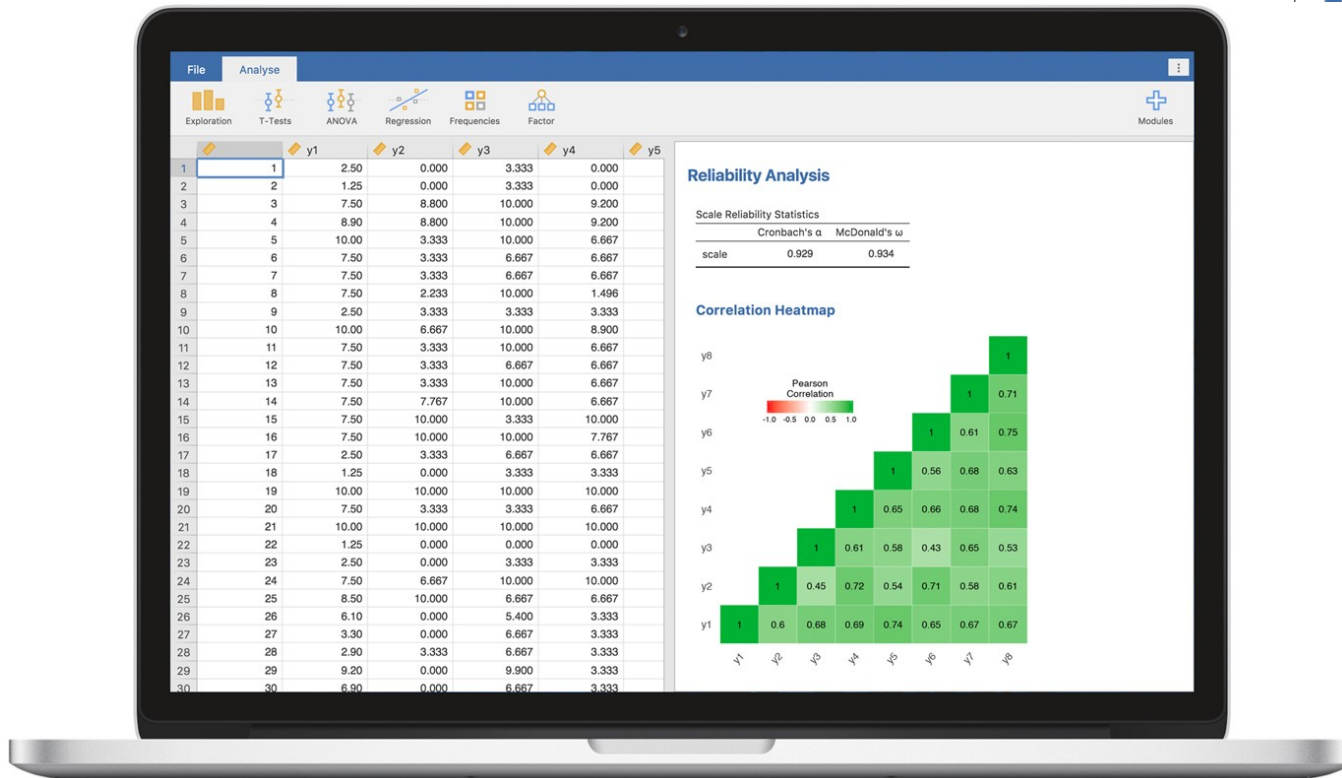 File Analyse
Exploration T-Tests ANOVA Regression Frequencies Factor Modules
y1 y2 y3 y4 y5
1 1 2.50 0.000 3.333 0.000
2 2 1.25 0.000 3.333 0.000
3 3 7.50 8.800 10.000 9.200
4 4 8.90 8.800 10.000 9.200
5 5 10.00 3.333 10.000 6.667
6 6 7.50 3.333 6.667 6.667
7 7 7.50 3.333 6.667 6.667
8 8 7.50 2.233 10.000 1.496
9 9 2.50 3.333 3.333 3.333
10 10 10.00 6.667 10.000 8.900
11 11 7.50 3.333 10.000 6.667
12 12 7.50 3.333 6.667 6.667
13 13 7.50 3.333 10.000 6.667
14 14 7.50 7.767 10.000 6.667
15 15 7.50 10.000 3.333 10.000
16 16 7.50 10.000 10.000 7.767
17 17 2.50 3.333 6.667 6.667
18 18 1.25 0.000 3.333 3.333
19 19 10.00 10.000 10.000 10.000
20 20 7.50 3.333 3.333 6.667
21 21 10.00 10.000 10.000 10.000
22 22 1.25 0.000 0.000 0.000
23 23 2.50 0.000 3.333 3.333
24 24 7.50 6.667 10.000 10.000
25 25 8.50 10.000 6.667 6.667
26 26 6.10 0.000 5.400 3.333
27 27 3.30 0.000 6.667 3.333
28 28 2.90 3.333 6.667 3.333
29 29 9.20 0.000 9.900 3.333
30 30 6.90 0.000 6.667 3.333
Reliability Analysis
Scale Reliability Statistics
Cronbach's α McDonald's ω
scale 0.929 0.934
Correlation Heatmap
Pearson
Correlation
-1.0 -0.5 0.0 0.5 1.0
y8 1
y7 1 0.71
y6 1 0.61 0.75
y5 1 0.56 0.68 0.63
y4 1 0.65 0.66 0.68 0.74
y3 1 0.61 0.58 0.43 0.65 0.53
y2 1 0.45 0.72 0.54 0.71 0.58 0.61
y1 1 0.6 0.68 0.69 0.74 0.65 0.67 0.67
y1 y2 y3 y4 y5 y6 y7 y8